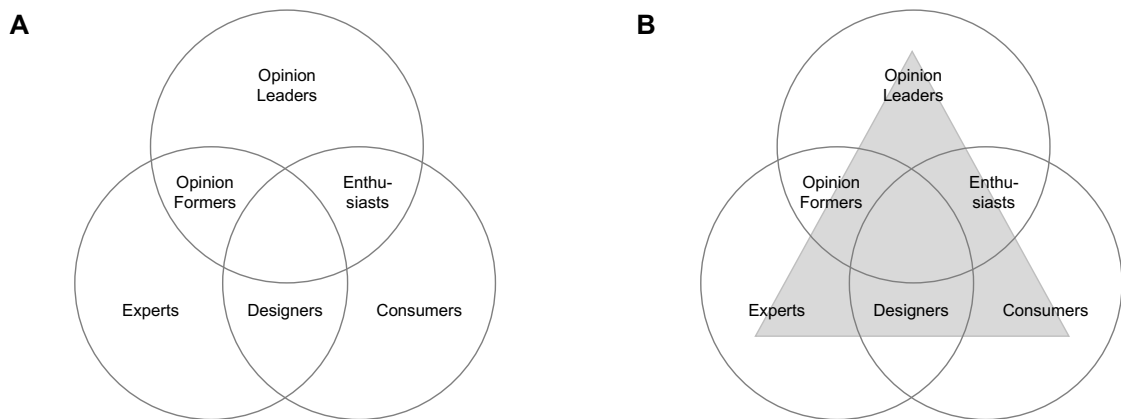 A
Opinion
Leaders
Opinion
Formers
Enthu-
siasts
Experts
Designers
Consumers
B
Opinion
Leaders
Opinion
Formers
Enthu-
siasts
Experts
Designers
Consumers